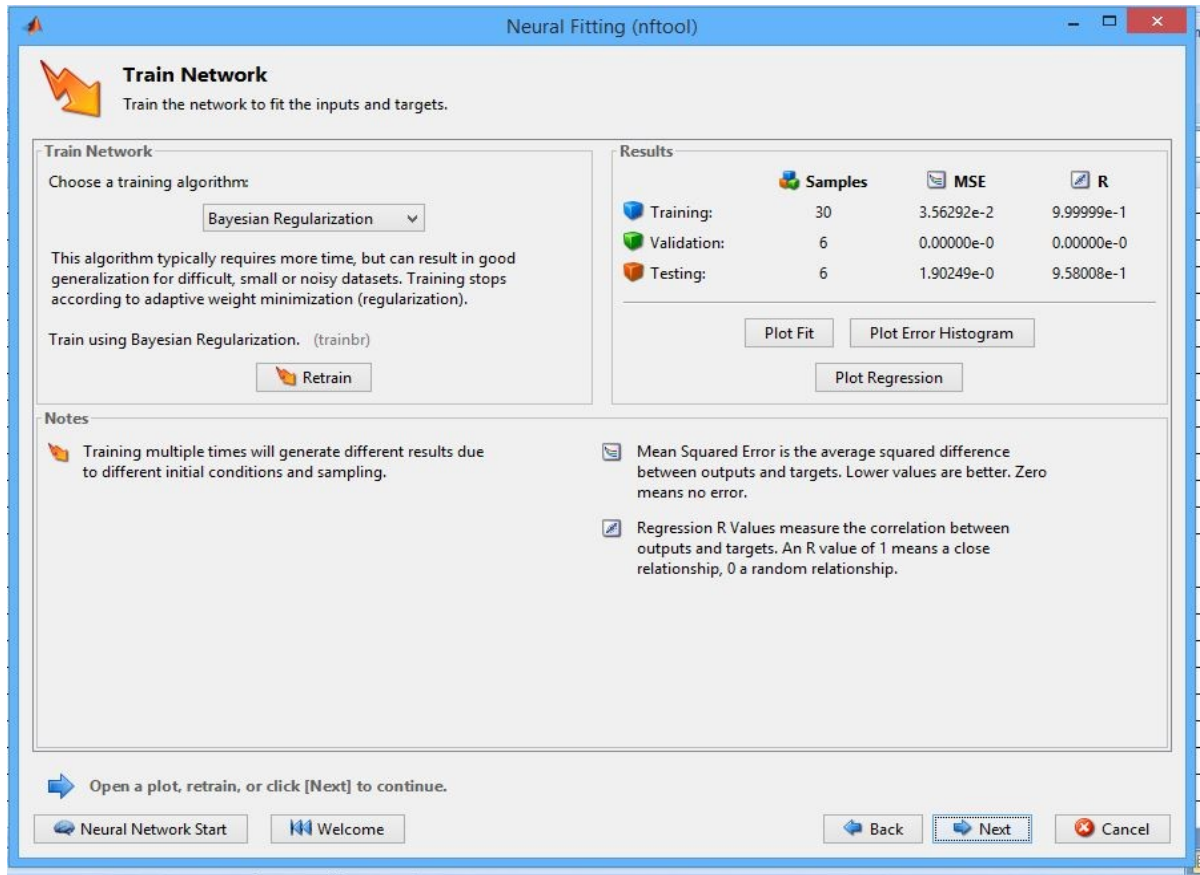 Neural Fitting (nftool)
Train Network
Train the network to fit the inputs and targets.
Train Network
Choose a training algorithm:
Bayesian Regularization
This algorithm typically requires more time, but can result in good
generalization for difficult, small or noisy datasets. Training stops
according to adaptive weight minimization (regularization).
Train using Bayesian Regularization. (trainbr)
Retrain
Results
Samples MSE R
Training: 30 3.56292e-2 9.99999e-1
Validation: 6 0.00000e-0 0.00000e-0
Testing: 6 1.90249e-0 9.58008e-1
Plot Fit Plot Error Histogram
Plot Regression
Notes
Training multiple times will generate different results due
to different initial conditions and sampling.
Mean Squared Error is the average squared difference
between outputs and targets. Lower values are better. Zero
means no error.
Regression R Values measure the correlation between
outputs and targets. An R value of 1 means a close
relationship, 0 a random relationship.
Open a plot, retrain, or click [Next] to continue.
Neural Network Start Welcome Back Next Cancel